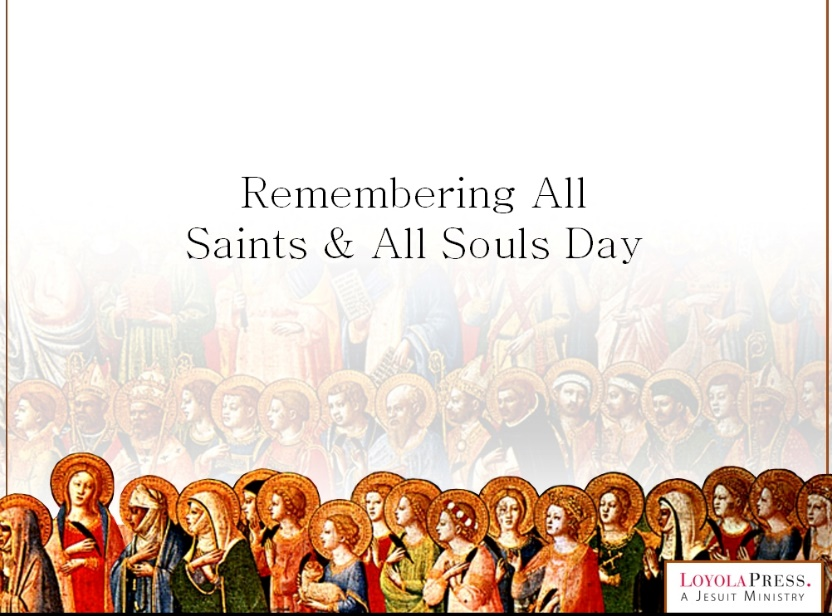 Remembering All
Saints & All Souls Day
LOYOLAPRESS.
A JESUIT MINISTRY